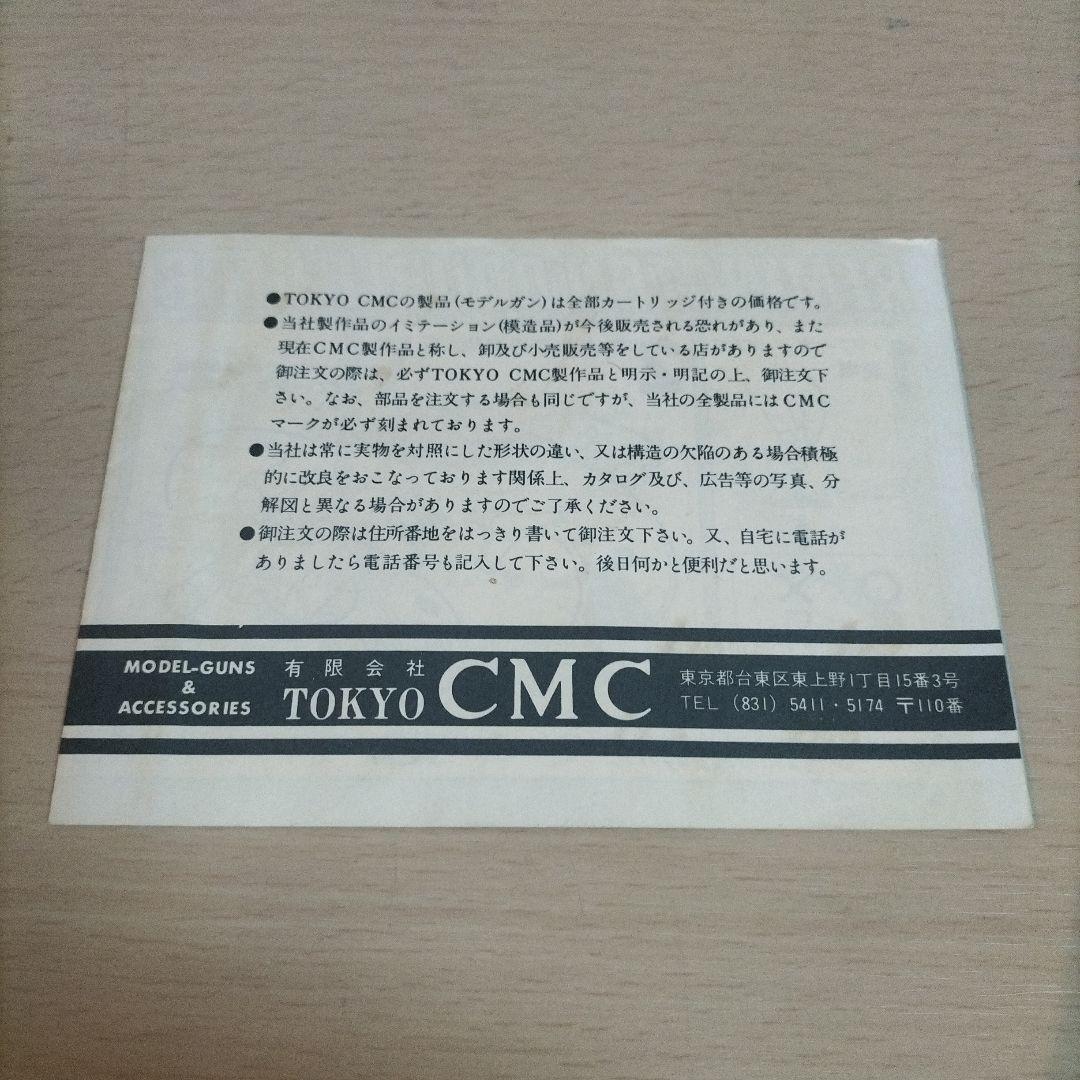 ●TOKYO CMCの製品(モデルガン)は全部カートリッジ付きの価格です。
●当社製作品のイミテーション(模造品)が今後販売される恐れがあり、また
現在CMC製作品と称し、卸及び小売販売等をしている店がありますので
御注文の際は、必ずTOKYO CMC製作品と明示・明記の上、御注文下
さい。なお、部品を注文する場合も同じですが、当社の全製品にはCMC
マークが必ず刻まれております。
●当社は常に実物を対照にした形状の違い、又は構造の欠陥のある場合積極
的に改良をおこなっております関係上、カタログ及び、広告等の写真、分
解図と異なる場合がありますのでご了承ください。
●御注文の際は住所番地をはっきり書いて御注文下さい。又、自宅に電話が
ありましたら電話番号も記入して下さい。後日何かと便利だと思います。
MODEL-GUNS
&
ACCESSORIES
有限会社
TOKYO CMC
東京都台東区東上野1丁目15番3号
TEL (831) 5411・5174 〒110番